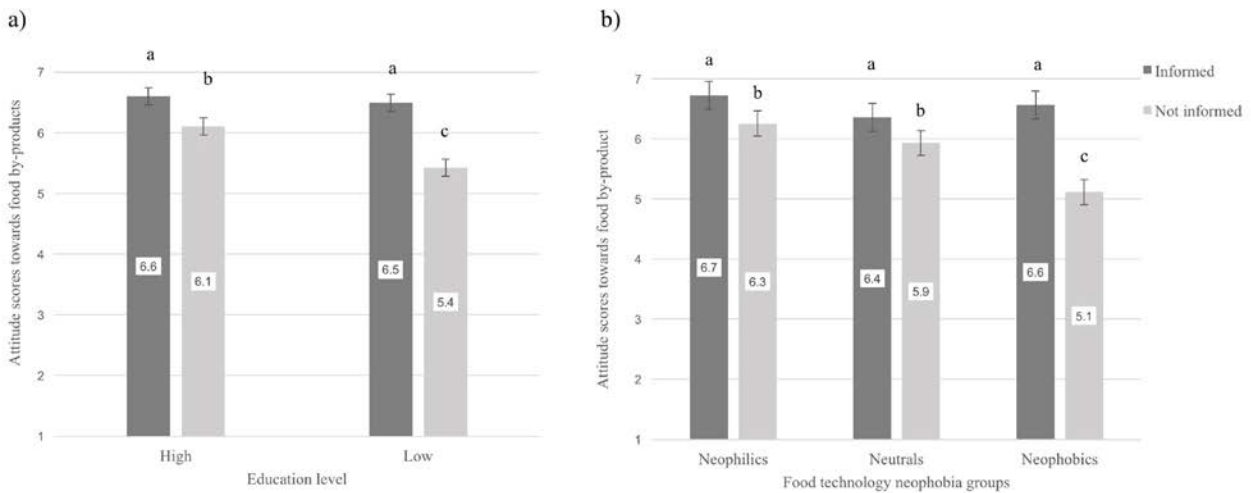 a)
a
b
a
c
7
6
5
4
3
2
1
Attitude scores towards food by-products
6.6
6.1
6.5
5.4
High
Low
Education level
b)
a
b
a
b
a
c
7
6
5
4
3
2
1
Attitude scores towards food by-product
6.7
6.3
6.4
5.9
6.6
5.1
Neophilics
Neutrals
Neophobics
Food technology neophobia groups
Informed
Not informed